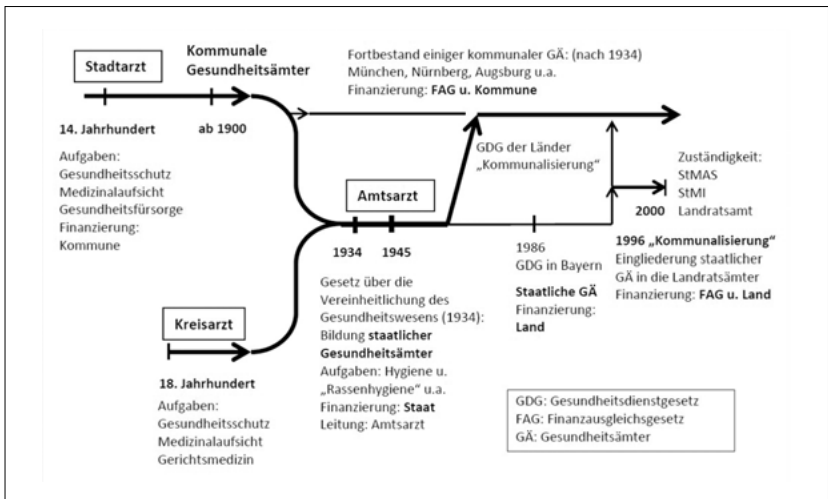 Stadtarzt
Kommunale
Gesundheitsämter
14. Jahrhundert
ab 1900
Aufgaben:
Gesundheitsschutz
Medizinalaufsicht
Gesundheitsfürsorge
Finanzierung:
Kommune
Fortbestand einiger kommunaler GÄ: (nach 1934)
München, Nürnberg, Augsburg u.a.
Finanzierung: FAG u. Kommune
GDG der Länder
„Kommunalisierung“
Zuständigkeit:
StMAS
StMI
Landratsamt
2000
Amtsarzt
1934
1945
Gesetz über die
Vereinheitlichung des
Gesundheitswesens (1934):
Bildung staatlicher
Gesundheitsämter
Aufgaben: Hygiene u.
„Rassenhygiene“ u.a.
Finanzierung: Staat
Leitung: Amtsarzt
1986
GDG in Bayern
Staatliche GÄ
Finanzierung:
Land
1996 „Kommunalisierung“
Eingliederung staatlicher
GÄ in die Landratsämter
Finanzierung: FAG u. Land
Kreisarzt
18. Jahrhundert
Aufgaben:
Gesundheitsschutz
Medizinalaufsicht
Gerichtsmedizin
GDG: Gesundheitsdienstgesetz
FAG: Finanzausgleichsgesetz
GÄ: Gesundheitsämter